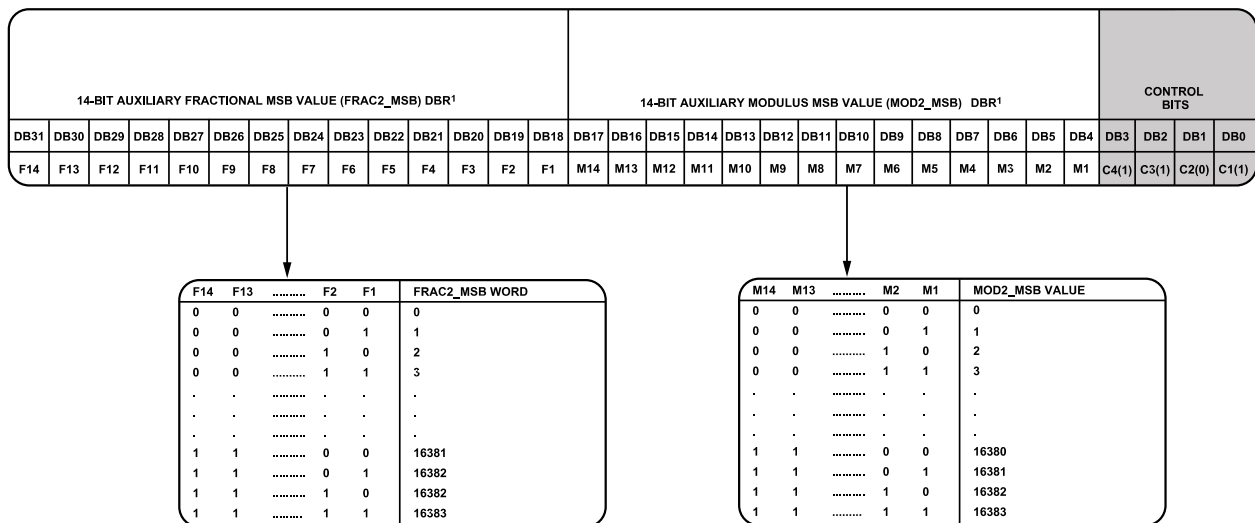 14-BIT AUXILIARY FRACTIONAL MSB VALUE (FRAC2_MSB) DBR¹ 14-BIT AUXILIARY MODULUS MSB VALUE (MOD2_MSB) DBR¹ CONTROL
BITS
DB31 DB30 DB29 DB28 DB27 DB26 DB25 DB24 DB23 DB22 DB21 DB20 DB19 DB18 DB17 DB16 DB15 DB14 DB13 DB12 DB11 DB10 DB9 DB8 DB7 DB6 DB5 DB4 DB3 DB2 DB1 DB0
F14 F13 F12 F11 F10 F9 F8 F7 F6 F5 F4 F3 F2 F1 M14 M13 M12 M11 M10 M9 M8 M7 M6 M5 M4 M3 M2 M1 C4(1) C3(1) C2(0) C1(1)
F14 F13 .......... F2 F1 FRAC2_MSB WORD
0 0 .......... 0 0 0
0 0 .......... 0 1 1
0 0 .......... 1 0 2
0 0 .......... 1 1 3
. . . . .
. . . . .
. . . . .
1 1 .......... 0 0 16381
1 1 .......... 0 1 16382
1 1 .......... 1 0 16382
1 1 ......... 1 1 16383
M14 M13 .......... M2 M1 MOD2_MSB VALUE
0 0 .......... 0 0 0
0 0 .......... 0 1 1
0 0 .......... 1 0 2
0 0 .......... 1 1 3
. . . . .
. . . . .
. . . . .
1 1 .......... 0 0 16380
1 1 .......... 0 1 16381
1 1 .......... 1 0 16382
1 1 ......... 1 1 16383